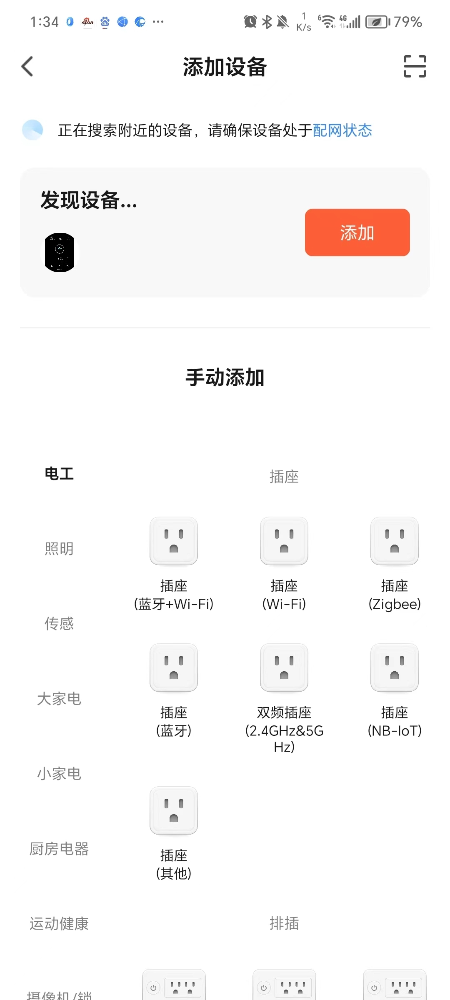 1:34 sina du ... 1 K/s 6 4G 79%
添加设备
正在搜索附近的设备，请确保设备处于配网状态
发现设备...
添加
手动添加
电工
插座
照明
插座
(蓝牙+Wi-Fi)
插座
(Wi-Fi)
插座
(Zigbee)
传感
大家电
插座
(蓝牙)
双频插座
(2.4GHz&5G
Hz)
插座
(NB-IoT)
小家电
厨房电器
插座
(其他)
运动健康
排插
摄像机/锁